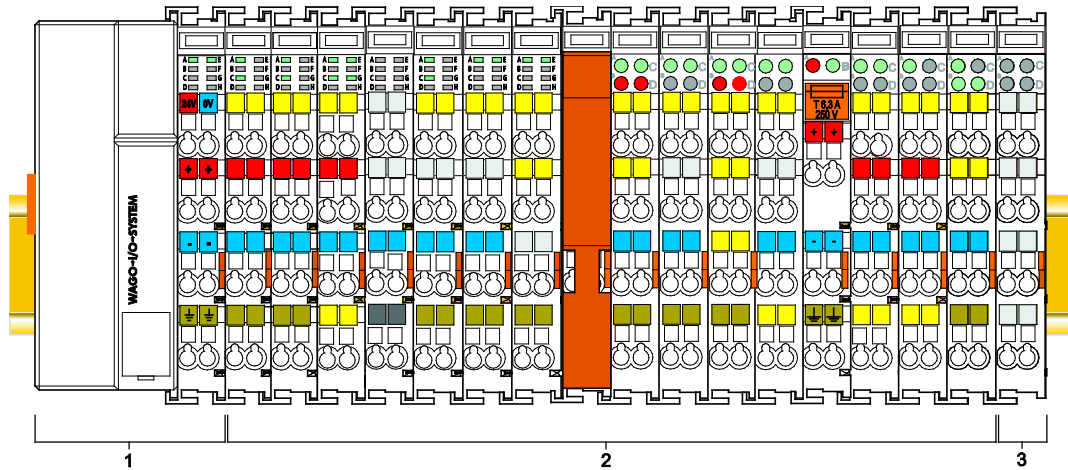 A E A E A E A E A E A E A E A E A C A C A C A B A C A C A C A C
B F B F B F B F B F B F B F B F
C G C G C G C G C G C G C G C G
D H D H D H D H D H D H D H D H B D B D B D B D B D B D B D
24V 0V
T 6,3 A
250 V
+ +
+ +
- -
- -
WAGO-I/O-SYSTEM
1 2 3